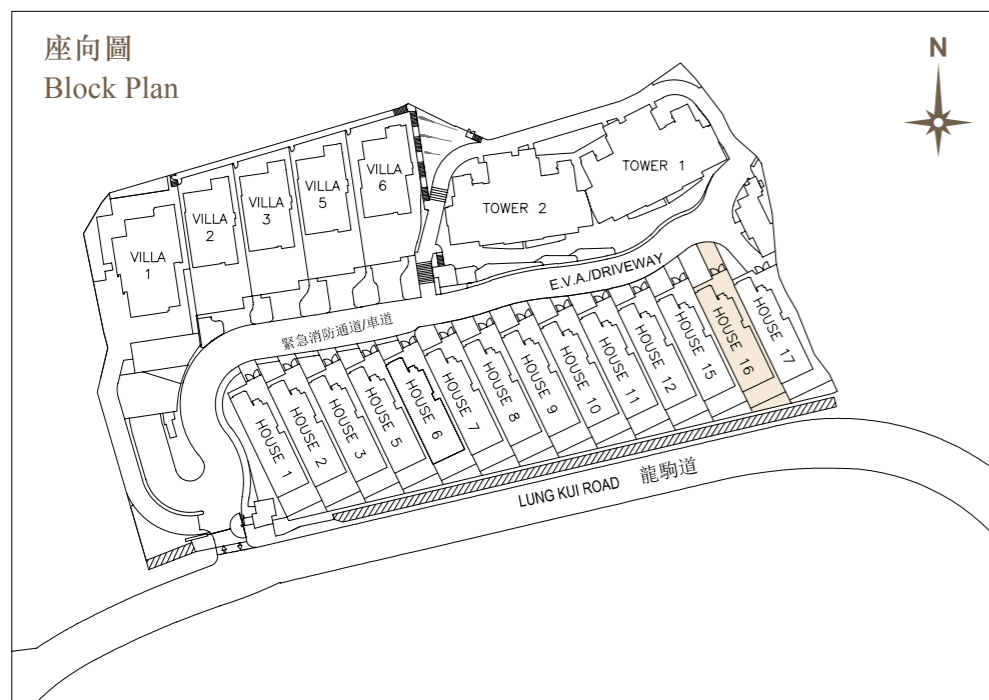 座向圖
Block Plan
N
VILLA
1
VILLA
2
VILLA
3
VILLA
5
VILLA
6
TOWER 2
TOWER 1
E.V.A./DRIVEWAY
緊急消防通道/車道
HOUSE 1
HOUSE 2
HOUSE 3
HOUSE 5
HOUSE 6
HOUSE 7
HOUSE 8
HOUSE 9
HOUSE 10
HOUSE 11
HOUSE 12
HOUSE 15
HOUSE 16
HOUSE 17
LUNG KUI ROAD 龍駒道